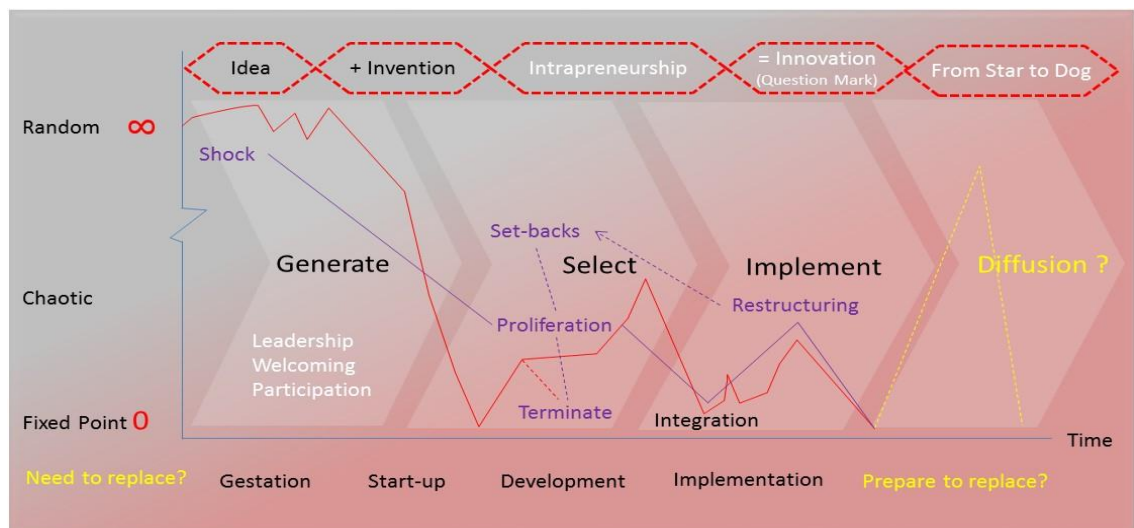 Idea
+ Invention
Intrapreneurship
= Innovation
(Question Mark)
From Star to Dog
Random ∞
Shock
Set-backs
Generate
Select
Implement
Diffusion ?
Chaotic
Proliferation
Restructuring
Leadership
Welcoming
Participation
Terminate
Integration
Fixed Point 0
Time
Need to replace?
Gestation
Start-up
Development
Implementation
Prepare to replace?